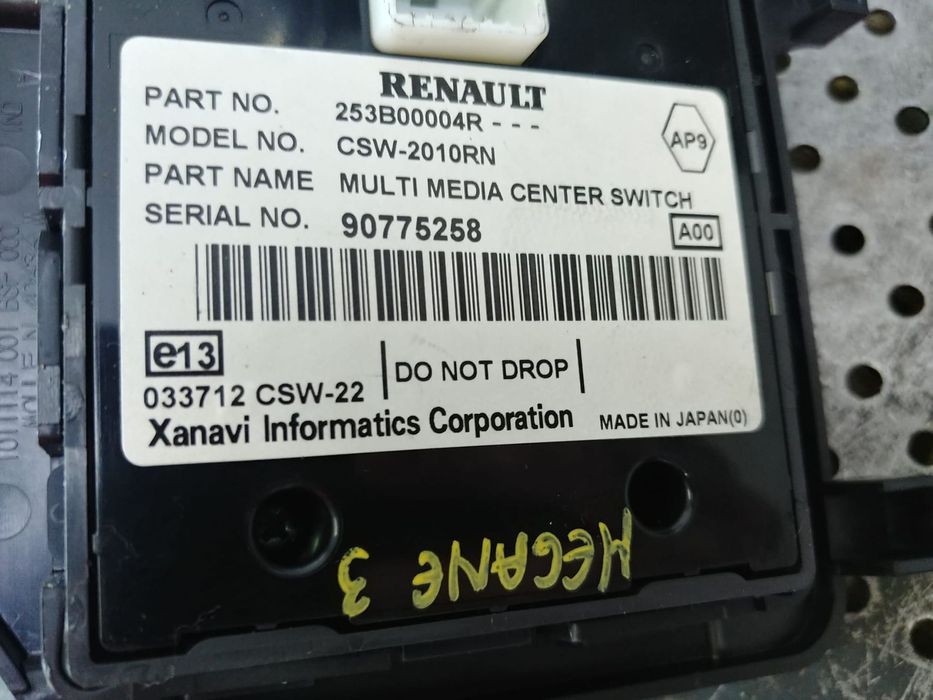 RENAULT
PART NO. 253B00004R - - -
MODEL NO. CSW-2010RN
PART NAME MULTI MEDIA CENTER SWITCH
SERIAL NO. 90775258
AP9
A00
e13
033712 CSW-22
DO NOT DROP
Xanavi Informatics Corporation
MADE IN JAPAN(0)
MEGANE 3